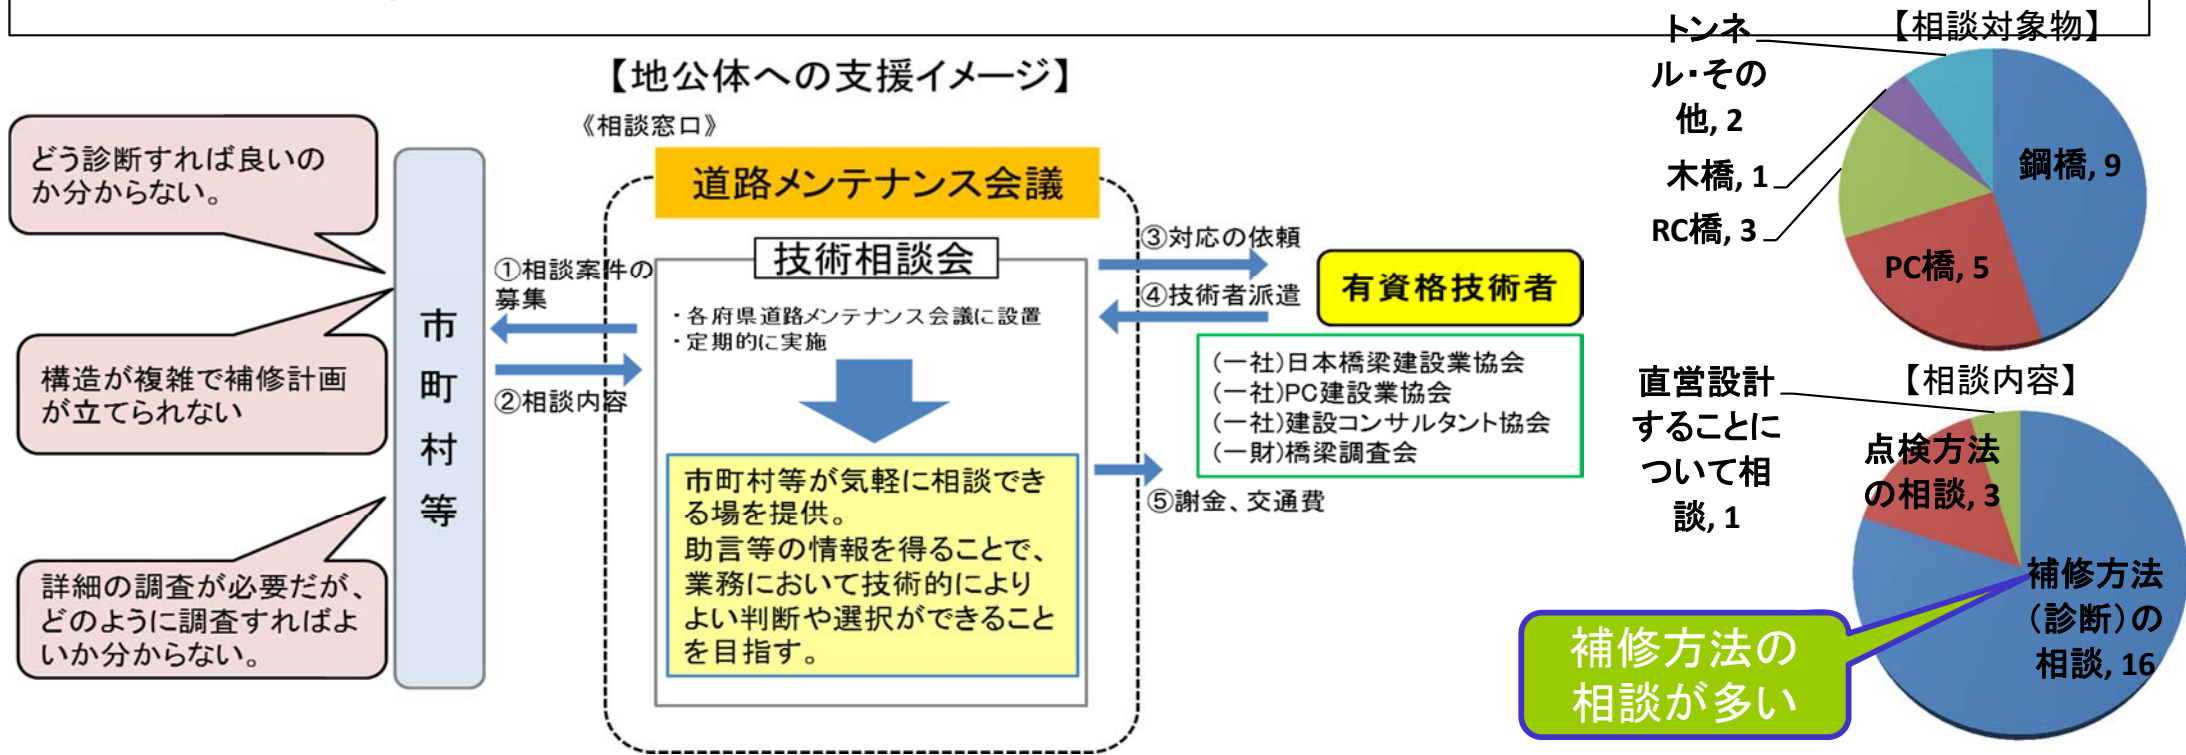 【地公体への支援イメージ】
《相談窓口》
どう診断すれば良いの
か分からない。
構造が複雑で補修計画
が立てられない
詳細の調査が必要だが、
どのように調査すればよ
いか分からない。
市
町
村
等
①相談案件の
募集
②相談内容
道路メンテナンス会議
技術相談会
・各府県道路メンテナンス会議に設置
・定期的に実施
市町村等が気軽に相談でき
る場を提供。
助言等の情報を得ることで、
業務において技術的により
よい判断や選択ができること
を目指す。
③対応の依頼
④技術者派遣
⑤謝金、交通費
有資格技術者
(一社)日本橋梁建設業協会
(一社)PC建設業協会
(一社)建設コンサルタント協会
(一財)橋梁調査会
【相談対象物】
トンネ
ル・その
他, 2
木橋, 1
RC橋, 3
PC橋, 5
鋼橋, 9
【相談内容】
直営設計
することに
ついて相
談, 1
点検方法
の相談, 3
補修方法
(診断)の
相談, 16
補修方法の
相談が多い